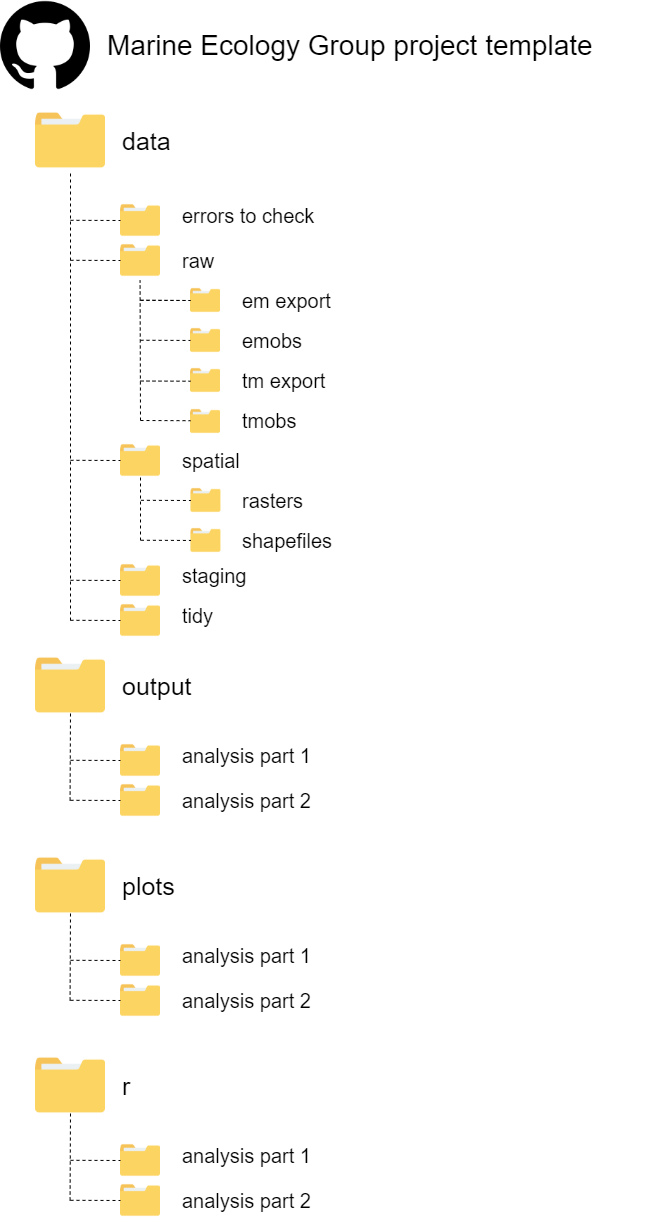 Marine Ecology Group project template
data
errors to check
raw
em export
emobs
tm export
tmobs
spatial
rasters
shapefiles
staging
tidy
output
analysis part 1
analysis part 2
plots
analysis part 1
analysis part 2
r
analysis part 1
analysis part 2